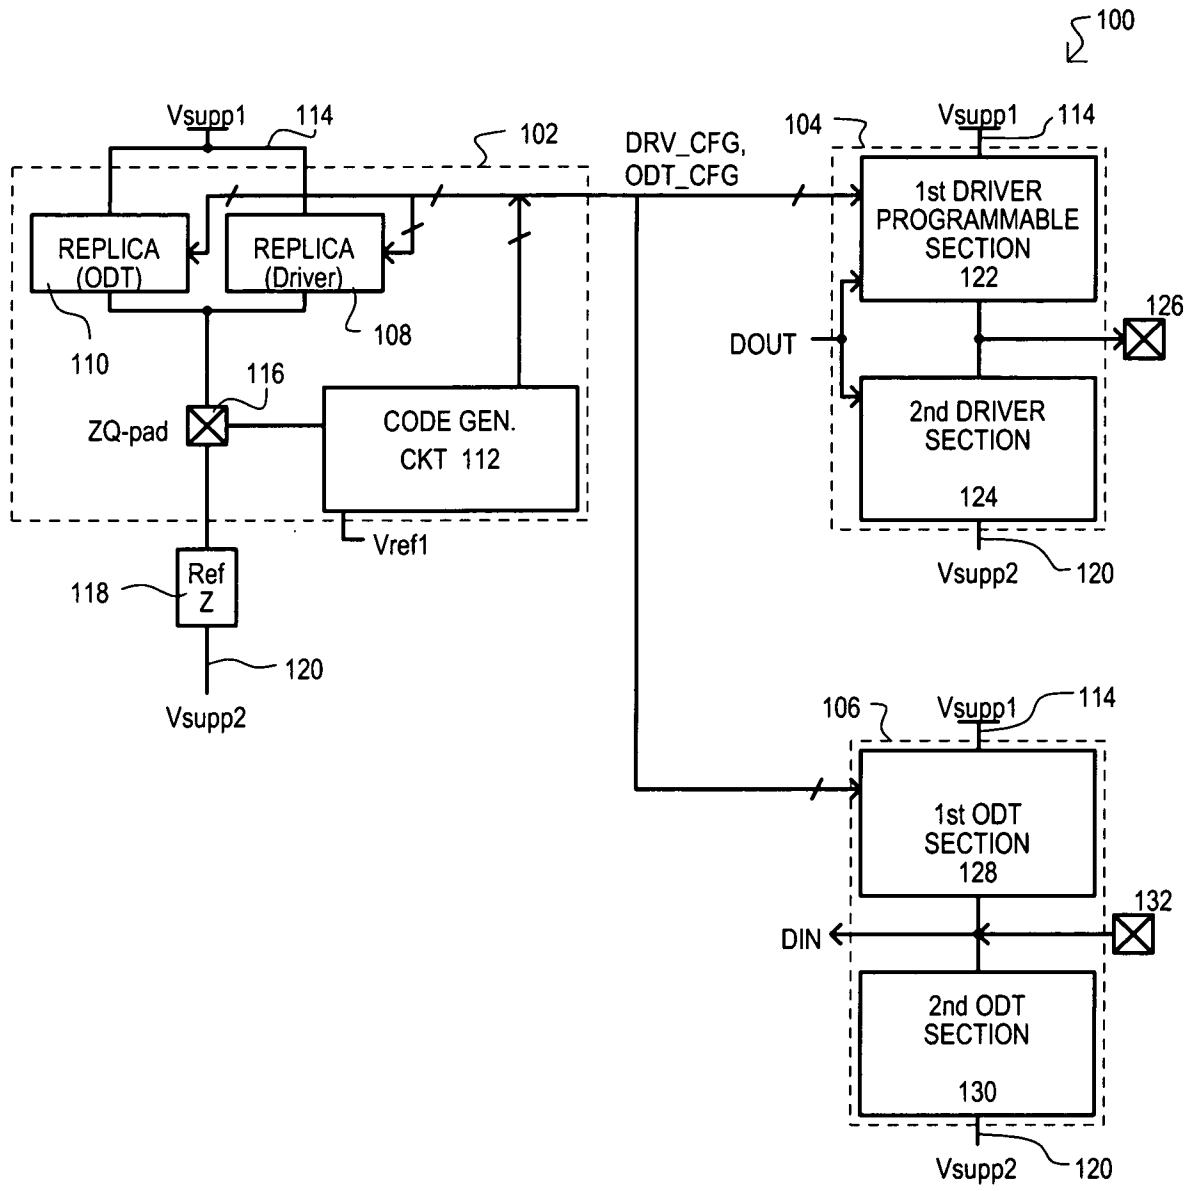 100
Vsupp1
114
102
DRV_CFG,
ODT_CFG
104
Vsupp1
114
REPLICA
(ODT)
110
REPLICA
(Driver)
108
1st DRIVER
PROGRAMMABLE
SECTION
122
126
DOUT
116
ZQ-pad
CODE GEN.
CKT 112
Vref1
2nd DRIVER
SECTION
124
Vsupp2
120
118
Ref
Z
120
Vsupp2
106
Vsupp1
114
1st ODT
SECTION
128
132
DIN
2nd ODT
SECTION
130
Vsupp2
120